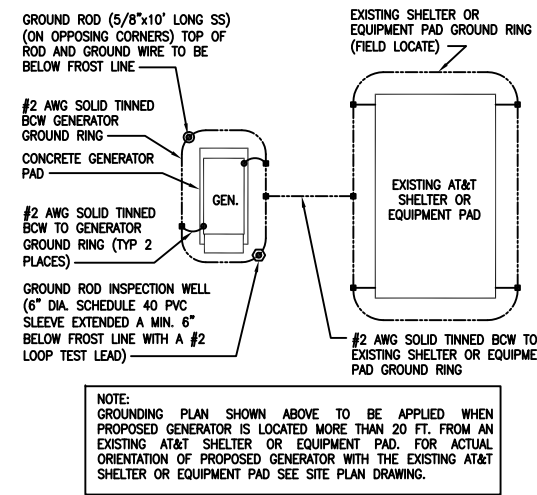 GROUND ROD (5/8"x10' LONG SS)
(ON OPPOSING CORNERS) TOP OF
ROD AND GROUND WIRE TO BE
BELOW FROST LINE
#2 AWG SOLID TINNED
BCW GENERATOR
GROUND RING
CONCRETE GENERATOR
PAD
#2 AWG SOLID TINNED
BCW TO GENERATOR
GROUND RING (TYP 2
PLACES)
GROUND ROD INSPECTION WELL
(6" DIA. SCHEDULE 40 PVC
SLEEVE EXTENDED A MIN. 6"
BELOW FROST LINE WITH A #2
LOOP TEST LEAD)
GEN.
EXISTING SHELTER OR
EQUIPMENT PAD GROUND RING
(FIELD LOCATE)
EXISTING AT&T
SHELTER OR
EQUIPMENT PAD
#2 AWG SOLID TINNED BCW TO
EXISTING SHELTER OR EQUIPME
PAD GROUND RING
NOTE:
GROUNDING PLAN SHOWN ABOVE TO BE APPLIED WHEN
PROPOSED GENERATOR IS LOCATED MORE THAN 20 FT. FROM AN
EXISTING AT&T SHELTER OR EQUIPMENT PAD. FOR ACTUAL
ORIENTATION OF PROPOSED GENERATOR WITH THE EXISTING AT&T
SHELTER OR EQUIPMENT PAD SEE SITE PLAN DRAWING.